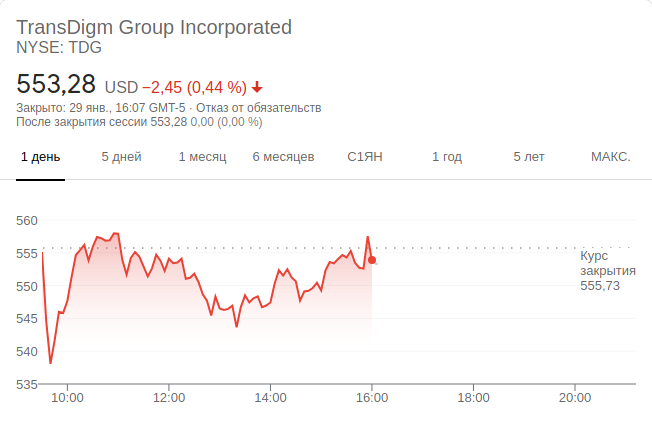 TransDigm Group Incorporated
NYSE: TDG
553,28 USD −2,45 (0,44 %)
Закрыто: 29 янв., 16:07 GMT-5 · Отказ от обязательств
После закрытия сессии 553,28 0,00 (0,00 %)
1 день 5 дней 1 месяц 6 месяцев С1ЯН 1 год 5 лет МАКС.
560
555
550
545
540
535
Курс
закрытия
555,73
10:00 12:00 14:00 16:00 18:00 20:00